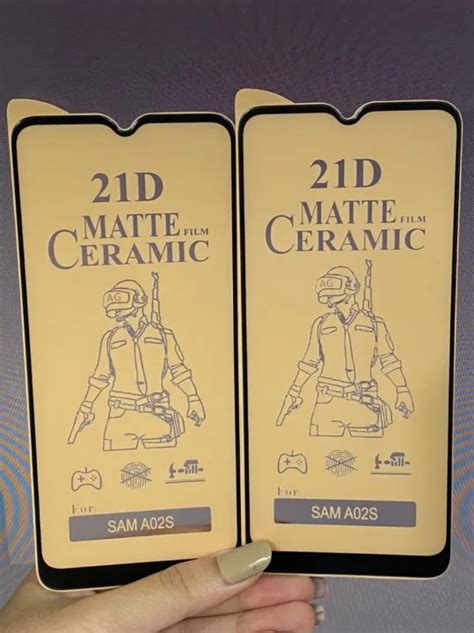 21D
MATTE FILM
CERAMIC
AG
For
SAM A02S
21D
MATTE FILM
CERAMIC
AG
For
SAM A02S